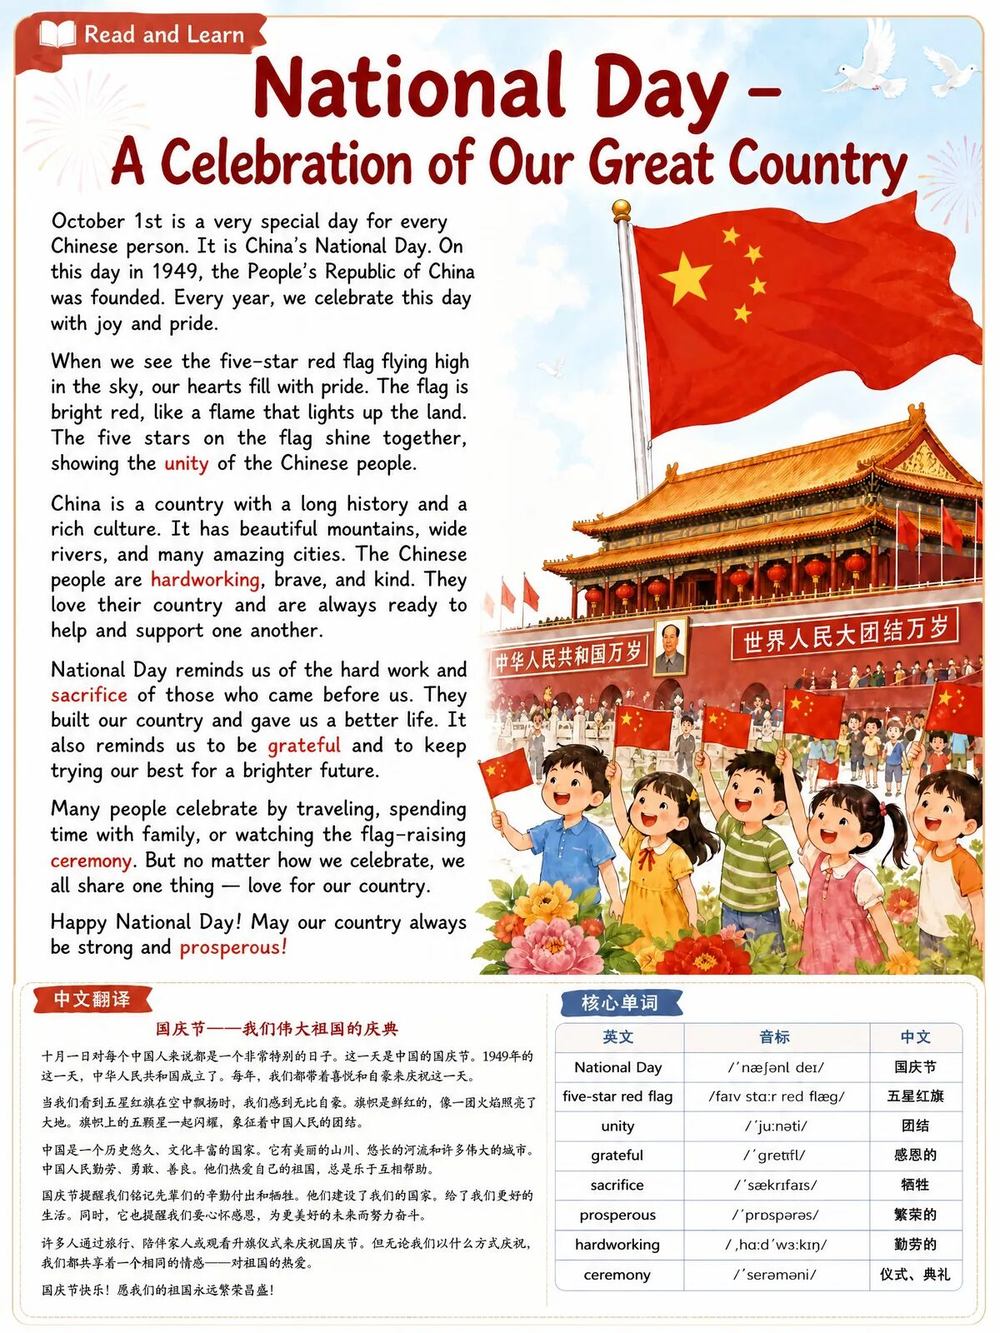 Read and Learn
National Day –
A Celebration of Our Great Country
October 1st is a very special day for every
Chinese person. It is China's National Day. On
this day in 1949, the People's Republic of China
was founded. Every year, we celebrate this day
with joy and pride.
When we see the five-star red flag flying high
in the sky, our hearts fill with pride. The flag is
bright red, like a flame that lights up the land.
The five stars on the flag shine together,
showing the unity of the Chinese people.
China is a country with a long history and a
rich culture. It has beautiful mountains, wide
rivers, and many amazing cities. The Chinese
people are hardworking, brave, and kind. They
love their country and are always ready to
help and support one another.
National Day reminds us of the hard work and
sacrifice of those who came before us. They
built our country and gave us a better life. It
also reminds us to be grateful and to keep
trying our best for a brighter future.
Many people celebrate by traveling, spending
time with family, or watching the flag-raising
ceremony. But no matter how we celebrate, we
all share one thing — love for our country.
Happy National Day! May our country always
be strong and prosperous!
中华人民共和国万岁
世界人民大团结万岁
中文翻译
国庆节——我们伟大祖国的庆典
十月一日对每个中国人来说都是一个非常特别的日子。这一天是中国的国庆节。1949年的
这一天，中华人民共和国成立了。每年，我们都带着喜悦和自豪来庆祝这一天。
当我们看到五星红旗在空中飘扬时，我们感到无比自豪。旗帜是鲜红的，像一团火焰照亮了
大地。旗帜上的五颗星一起闪耀，象征着中国人民的团结。
中国是一个历史悠久、文化丰富的国家。它有美丽的山川、悠长的河流和许多伟大的城市。
中国人民勤劳、勇敢、善良。他们热爱自己的祖国，总是乐于互相帮助。
国庆节提醒我们铭记先辈们的辛勤付出和牺牲。他们建设了我们的国家。给了我们更好的
生活。同时，它也提醒我们要心怀感恩，为更美好的未来而努力奋斗。
许多人通过旅行、陪伴家人或观看升旗仪式来庆祝国庆节。但无论我们以什么方式庆祝，
我们都共享着一个相同的情感——对祖国的热爱。
国庆节快乐！愿我们的祖国永远繁荣昌盛！
核心单词
英文 音标 中文
National Day /ˈnæʃənl deɪ/ 国庆节
five-star red flag /faɪv stɑːr red flæg/ 五星红旗
unity /ˈjuːnəti/ 团结
grateful /ˈgreɪtfl/ 感恩的
sacrifice /ˈsækrɪfaɪs/ 牺牲
prosperous /ˈprɒspərəs/ 繁荣的
hardworking /ˌhɑːdˈwɜːkɪŋ/ 勤劳的
ceremony /ˈserəməni/ 仪式、典礼